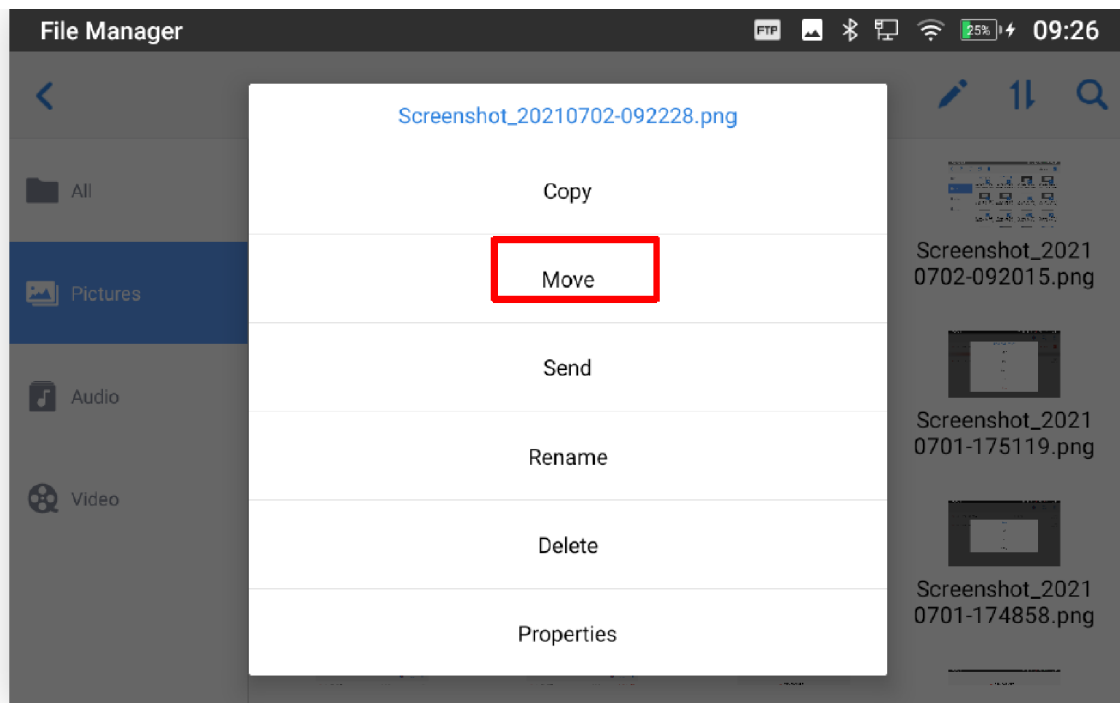 File Manager
FTP
25%
09:26
Screenshot_20210702-092228.png
Copy
Move
Send
Rename
Delete
Properties
All
Pictures
Audio
Video
Screenshot_2021
0702-092015.png
Screenshot_2021
0701-175119.png
Screenshot_2021
0701-174858.png